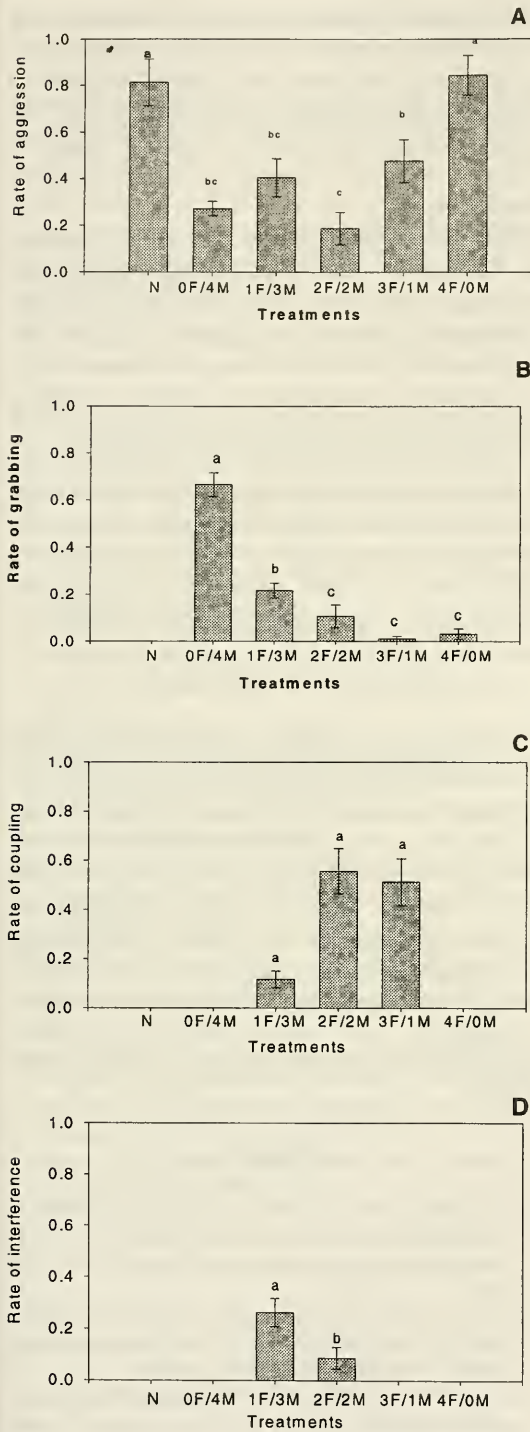 A
1.0
a
a
0.8
0.6
b
bc
0.4
bc
c
0.2
0.0
Rate of aggression
N 0F/4M 1F/3M 2F/2M 3F/1M 4F/0M
Treatments
B
1.0
0.8
a
0.6
0.4
b
0.2
c
c
c
0.0
Rate of grabbing
N 0F/4M 1F/3M 2F/2M 3F/1M 4F/0M
Treatments
C
1.0
0.8
a
a
0.6
0.4
0.2
a
0.0
Rate of coupling
N 0F/4M 1F/3M 2F/2M 3F/1M 4F/0M
Treatments
D
1.0
0.8
0.6
0.4
a
0.2
b
0.0
Rate of interference
N 0F/4M 1F/3M 2F/2M 3F/1M 4F/0M
Treatments